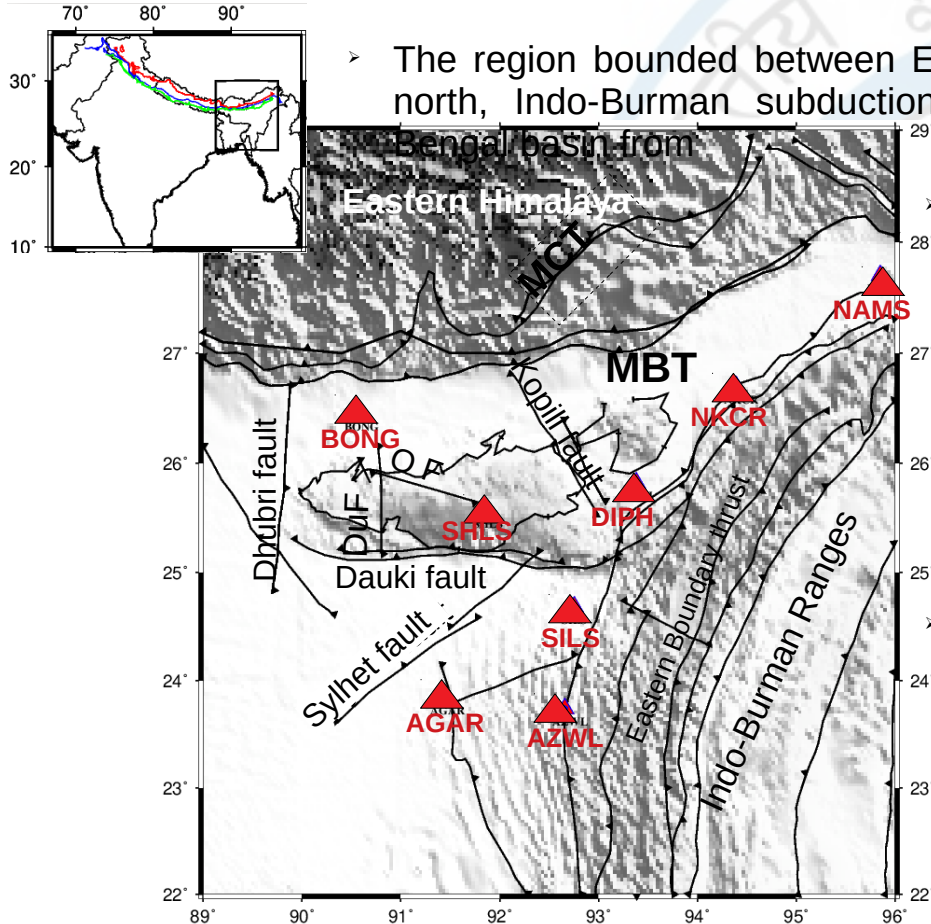 70˚ 80˚ 90˚
30˚
20˚
10˚
➢ The region bounded between E
north, Indo-Burman subduction
Bengal basin from
29
Eastern Himalaya
➢
MCT
28
NAMS
27˚
27
MBT
Kopili fault
NKCR
BONG
BONG
Dhubri fault
26˚
26
O F
DuF
SHLS
DIPH
Eastern Boundary thrust
Indo-Burman Ranges
25˚
25
Dauki fault
➢
SILS
Sylhet fault
24˚
24
AGAR
AGAR
AZWL
23˚
23
22˚
22
89˚ 90˚ 91˚ 92˚ 93˚ 94˚ 95˚ 96